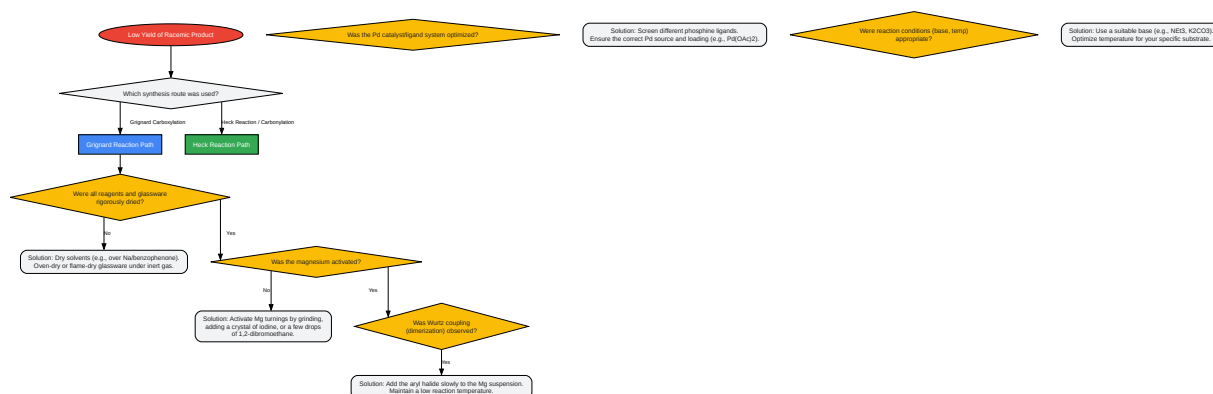 Low Yield of Racemic Product
Was the Pd catalyst/ligand system optimized?
Solution: Screen different phosphine ligands.
Ensure the correct Pd source and loading (e.g., Pd(OAc)2).
Were reaction conditions (base, temp)
appropriate?
Solution: Use a suitable base (e.g., NEt3, K2CO3).
Optimize temperature for your specific substrate.
Which synthesis route was used?
Grignard Carboxylation
Heck Reaction / Carbonylation
Grignard Reaction Path
Heck Reaction Path
Were all reagents and glassware
rigorously dried?
No
Yes
Solution: Dry solvents (e.g., over Na/benzophenone).
Oven-dry or flame-dry glassware under inert gas.
Was the magnesium activated?
No
Yes
Solution: Activate Mg turnings by grinding,
adding a crystal of iodine, or a few drops
of 1,2-dibromoethane.
Was Wurtz coupling
(dimerization) observed?
Yes
Solution: Add the aryl halide slowly to the Mg suspension.
Maintain a low reaction temperature.